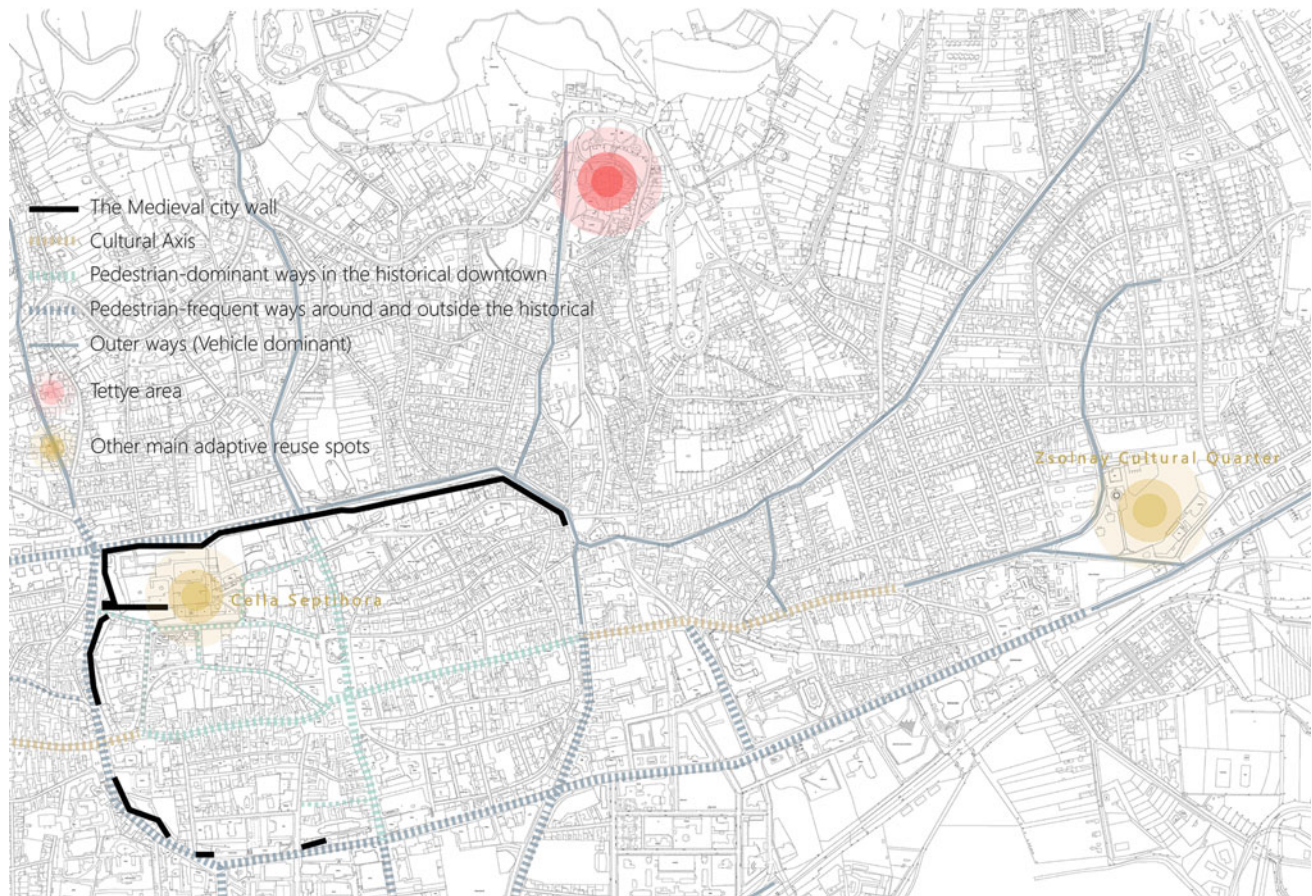 The Medieval city wall
Cultural Axis
Pedestrian-dominant ways in the historical downtown
Pedestrian-frequent ways around and outside the historical
Outer ways (Vehicle dominant)
Tettye area
Other main adaptive reuse spots
Zsolnay Cultural Quarter
Cella Septihora